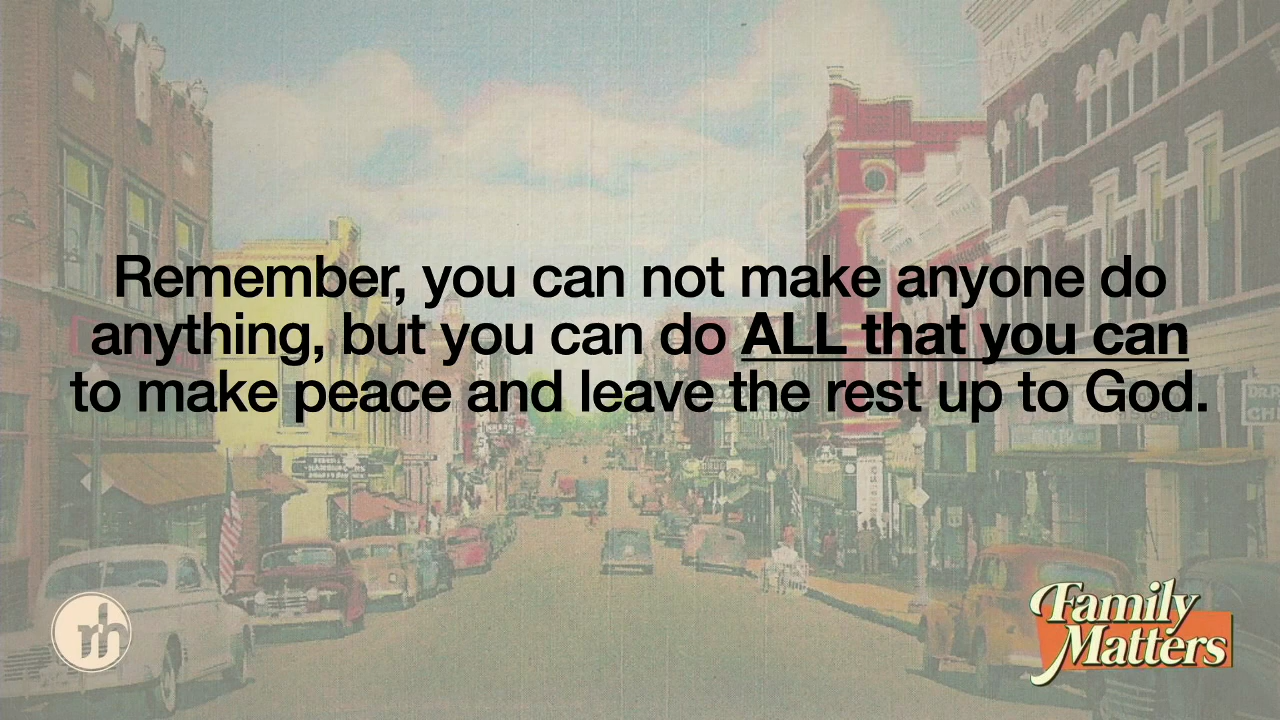 Remember, you can not make anyone do
anything, but you can do ALL that you can
to make peace and leave the rest up to God.
rh
Family
Matters